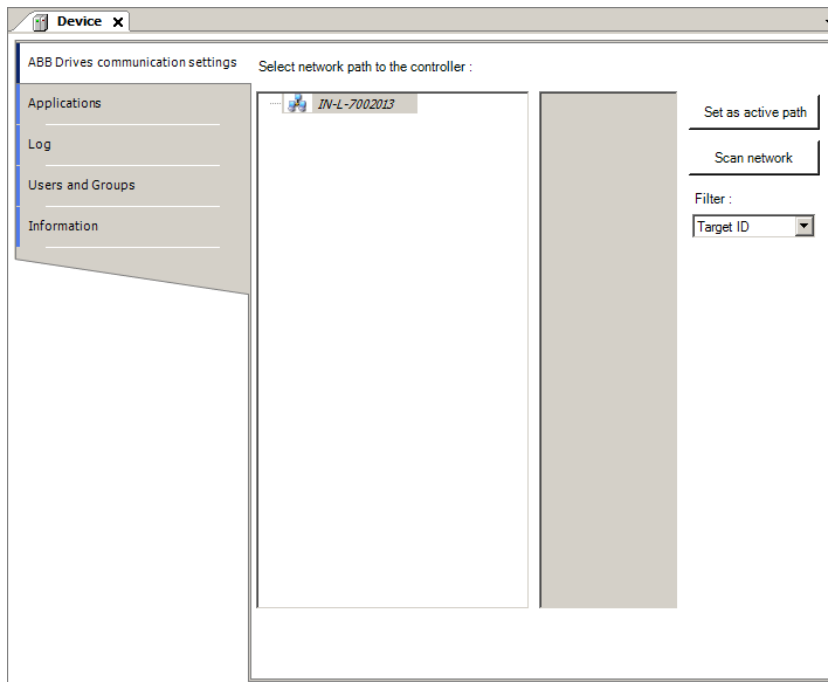 Device
ABB Drives communication settings
Applications
Log
Users and Groups
Information
Select network path to the controller :
IN-L-7002013
Set as active path
Scan network
Filter :
Target ID